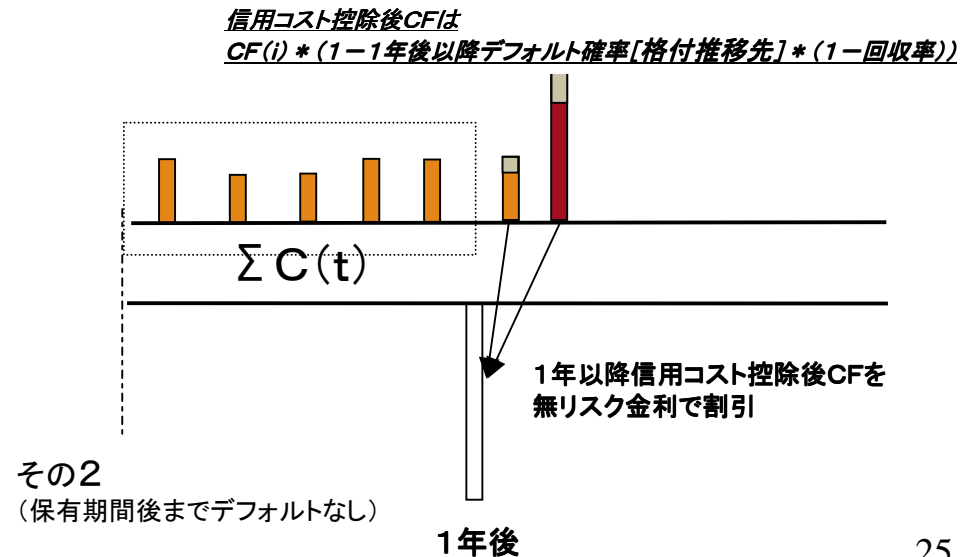 信用コスト控除後CFは
CF(i)*(1-1年後以降デフォルト確率[格付推移先]*(1-回収率))
ΣC(t)
1年以降信用コスト控除後CFを
無リスク金利で割引
その2
(保有期間後までデフォルトなし)
1年後
25